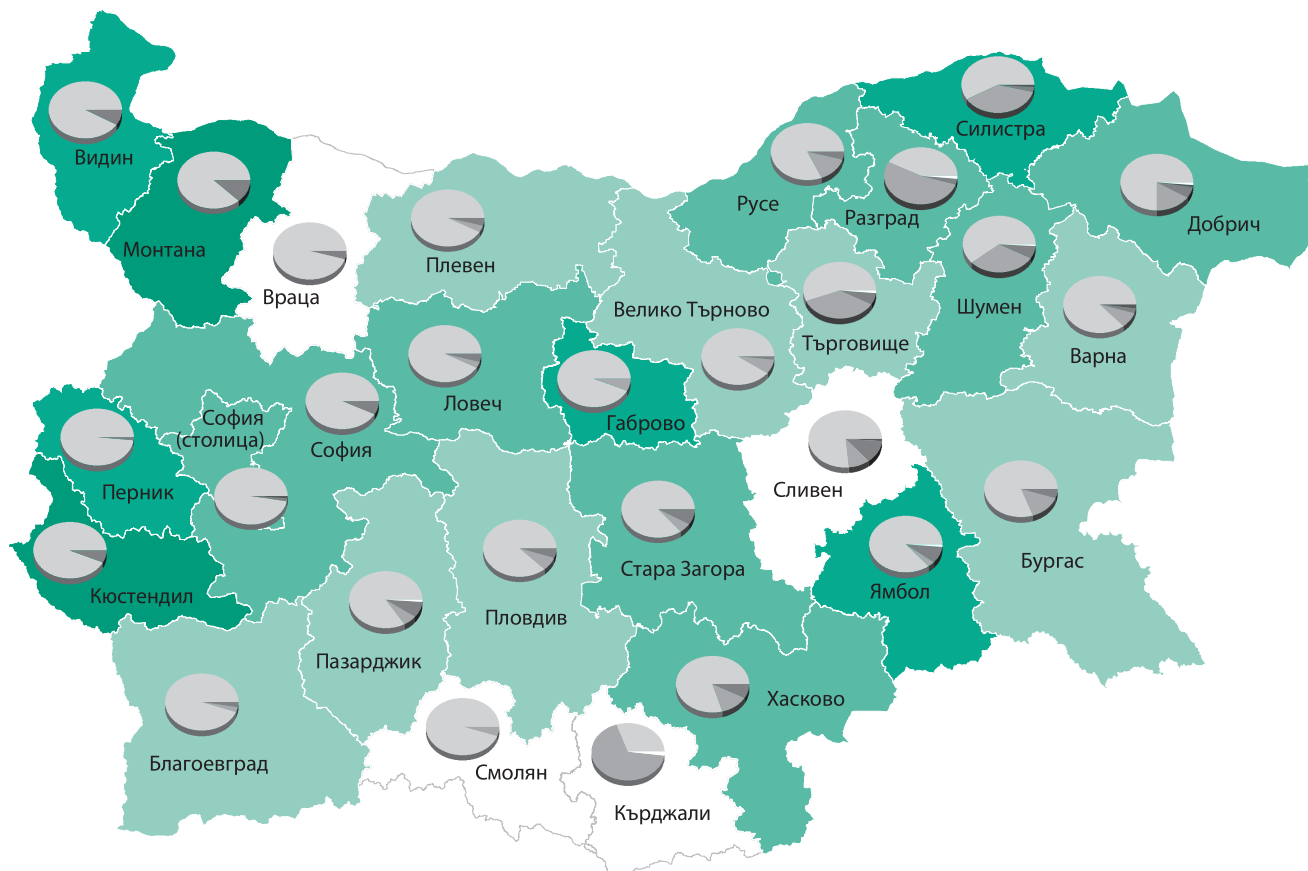 Силистра
Видин
Русе
Разград
Добрич
Монтана
Плевен
Враца
Велико Търново
Шумен
Търговище
Варна
Ловеч
София
(столица)
Габрово
София
Перник
Сливен
Стара Загора
Бургас
Кюстендил
Ямбол
Пловдив
Пазарджик
Хасково
Благоевград
Смолян
Кърджали